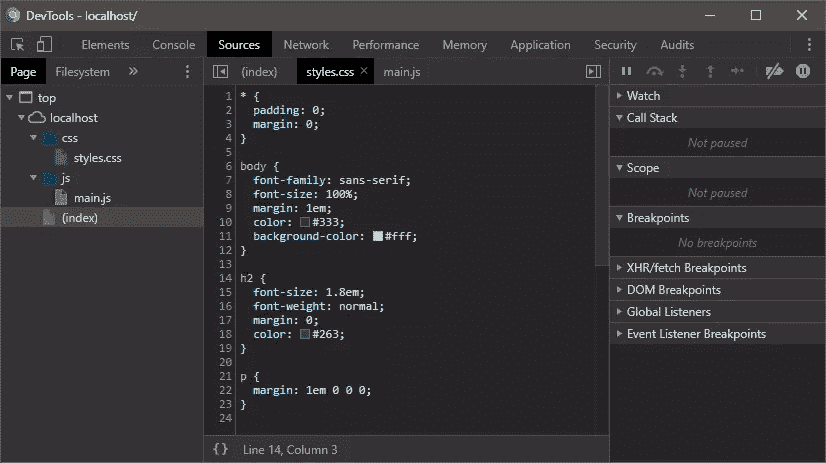 DevTools - localhost/
Elements Console Sources Network Performance Memory Application Security Audits
Page Filesystem »
top
localhost
css
styles.css
js
main.js
(index)
(index) styles.css × main.js
1 * {
2 padding: 0;
3 margin: 0;
4 }
5
6 body {
7 font-family: sans-serif;
8 font-size: 100%;
9 margin: 1em;
10 color: #333;
11 background-color: #fff;
12 }
13
14 h2 {
15 font-size: 1.8em;
16 font-weight: normal;
17 margin: 0;
18 color: #263;
19 }
20
21 p {
22 margin: 1em 0 0 0;
23 }
24
{} Line 14, Column 3
Watch
Call Stack
Not paused
Scope
Not paused
Breakpoints
No breakpoints
XHR/fetch Breakpoints
DOM Breakpoints
Global Listeners
Event Listener Breakpoints